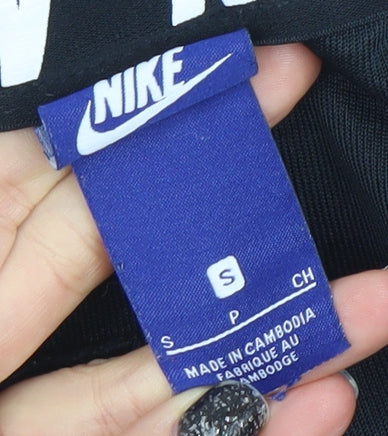 NIKE
S
S P CH
MADE IN CAMBODIA
FABRIQUE AU
CAMBODGE